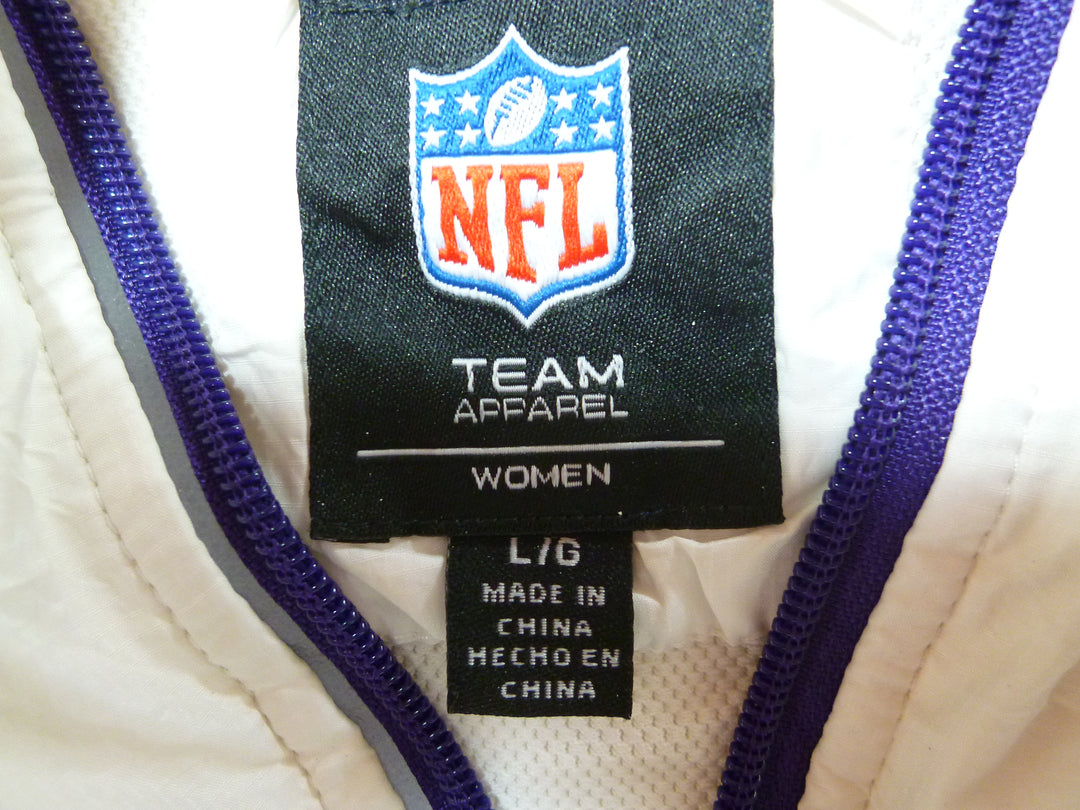 NFL
TEAM
APPAREL
WOMEN
L/G
MADE IN
CHINA
HECHO EN
CHINA